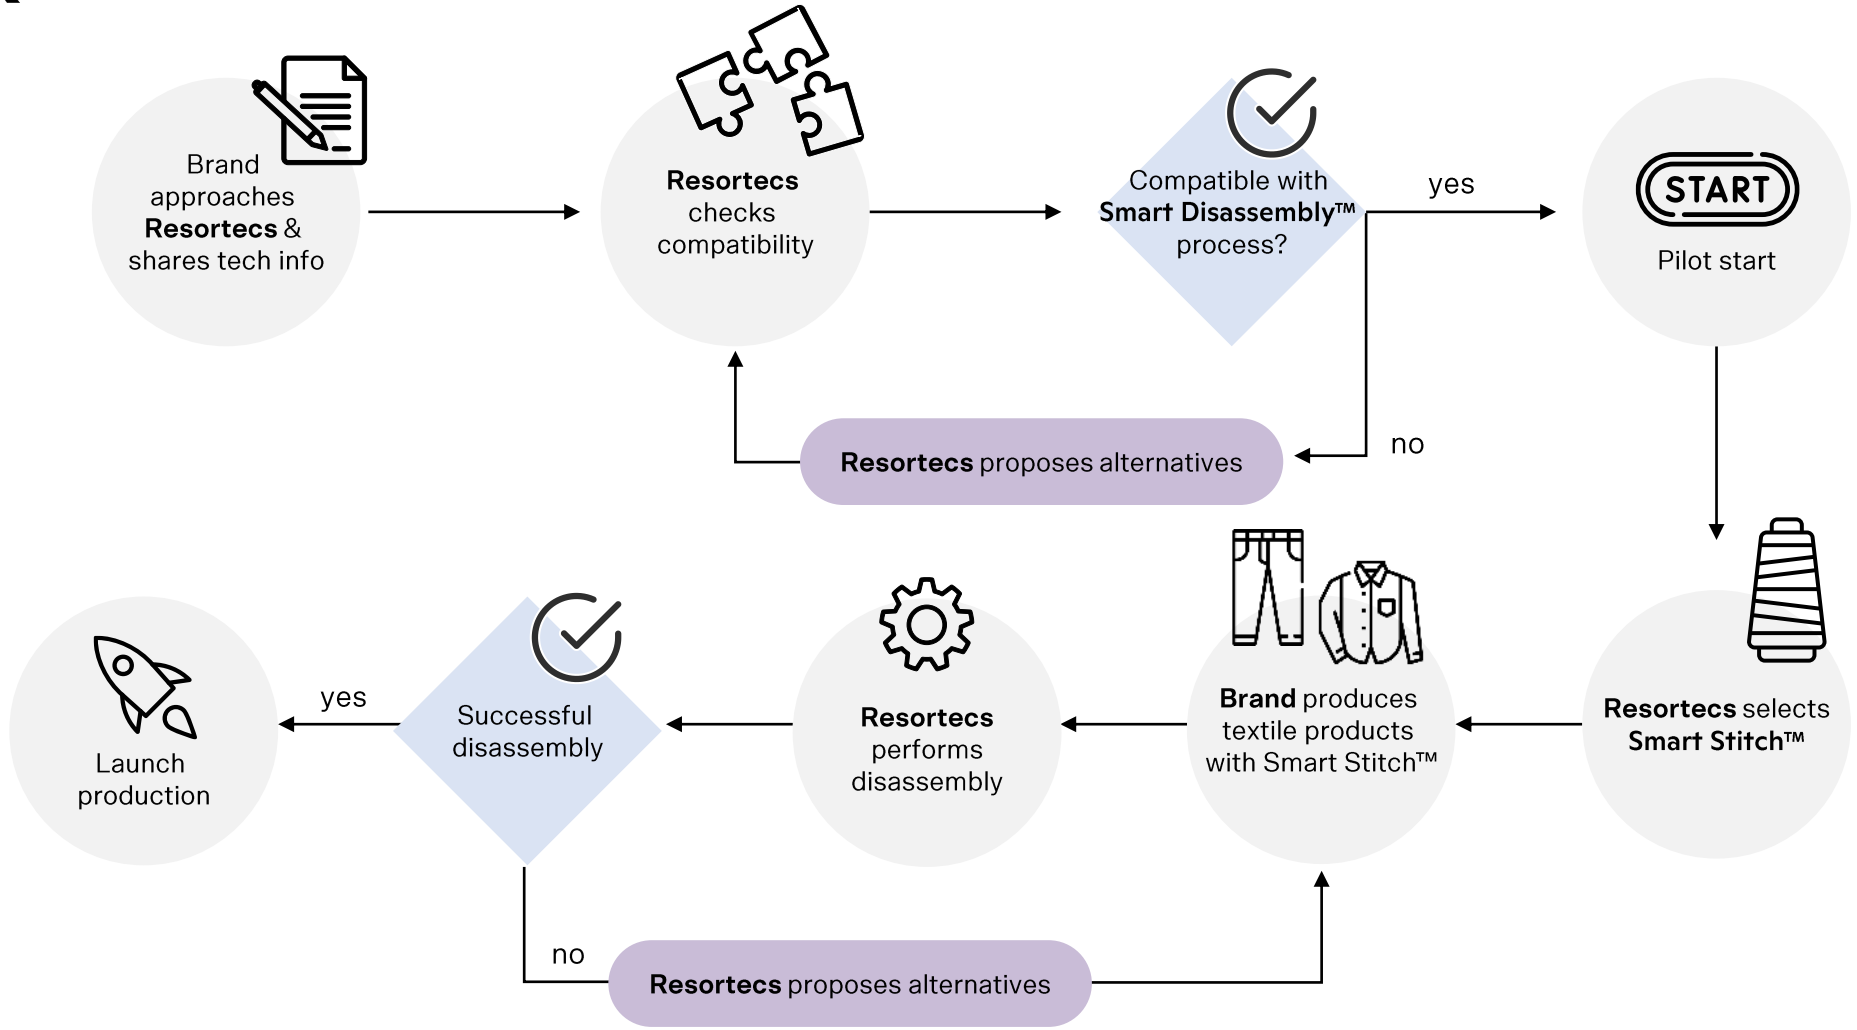 Brand
approaches
Resortecs &
shares tech info
Resortecs
checks
compatibility
Compatible with
Smart Disassembly™
process?
yes
START
Pilot start
no
Resortecs proposes alternatives
Resortecs selects
Smart Stitch™
Brand produces
textile products
with Smart Stitch™
Resortecs
performs
disassembly
Successful
disassembly
yes
Launch
production
no
Resortecs proposes alternatives